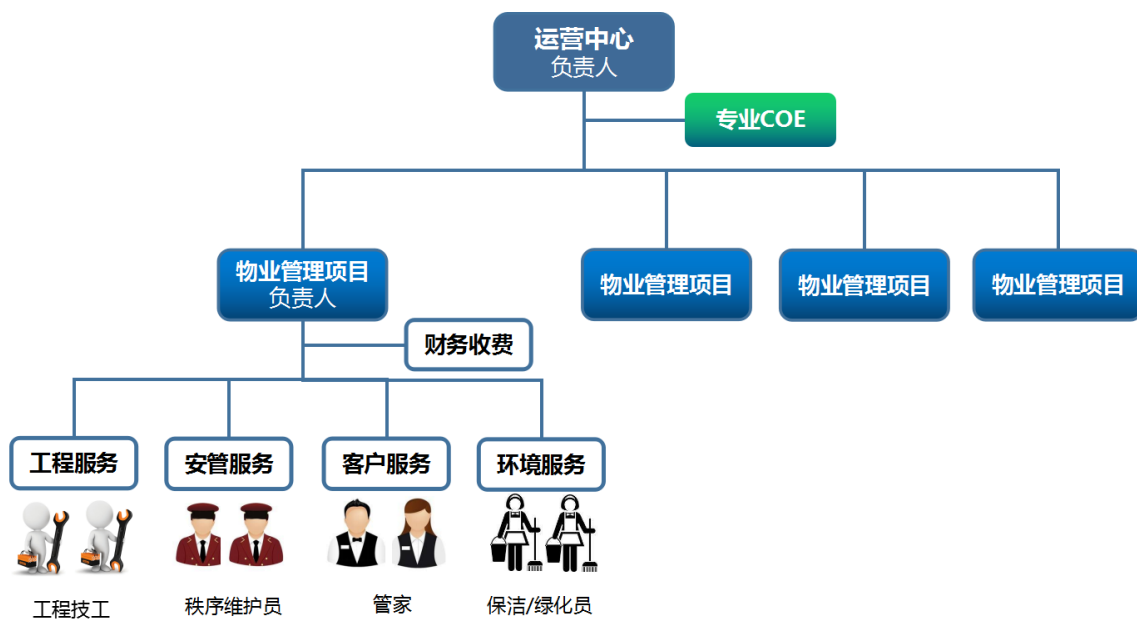 运营中心
负责人
专业COE
物业管理项目
负责人
物业管理项目
物业管理项目
物业管理项目
财务收费
工程服务
安管服务
客户服务
环境服务
工程技工
秩序维护员
管家
保洁/绿化员